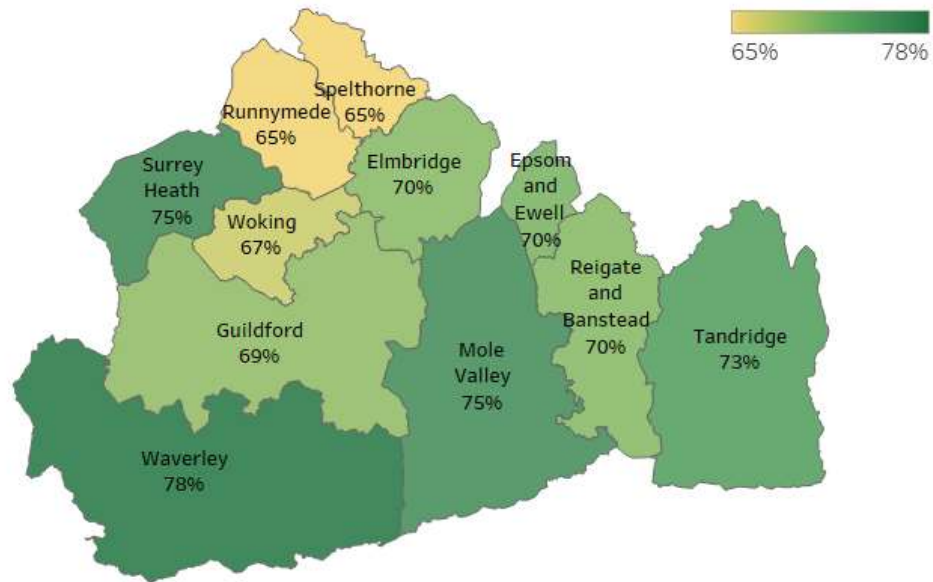 65%
78%
Spelthorne
65%
Runnymede
65%
Elmbridge
70%
Epsom
and
Ewell
70%
Surrey
Heath
75%
Woking
67%
Reigate
and
Banstead
70%
Guildford
69%
Mole
Valley
75%
Tandridge
73%
Waverley
78%